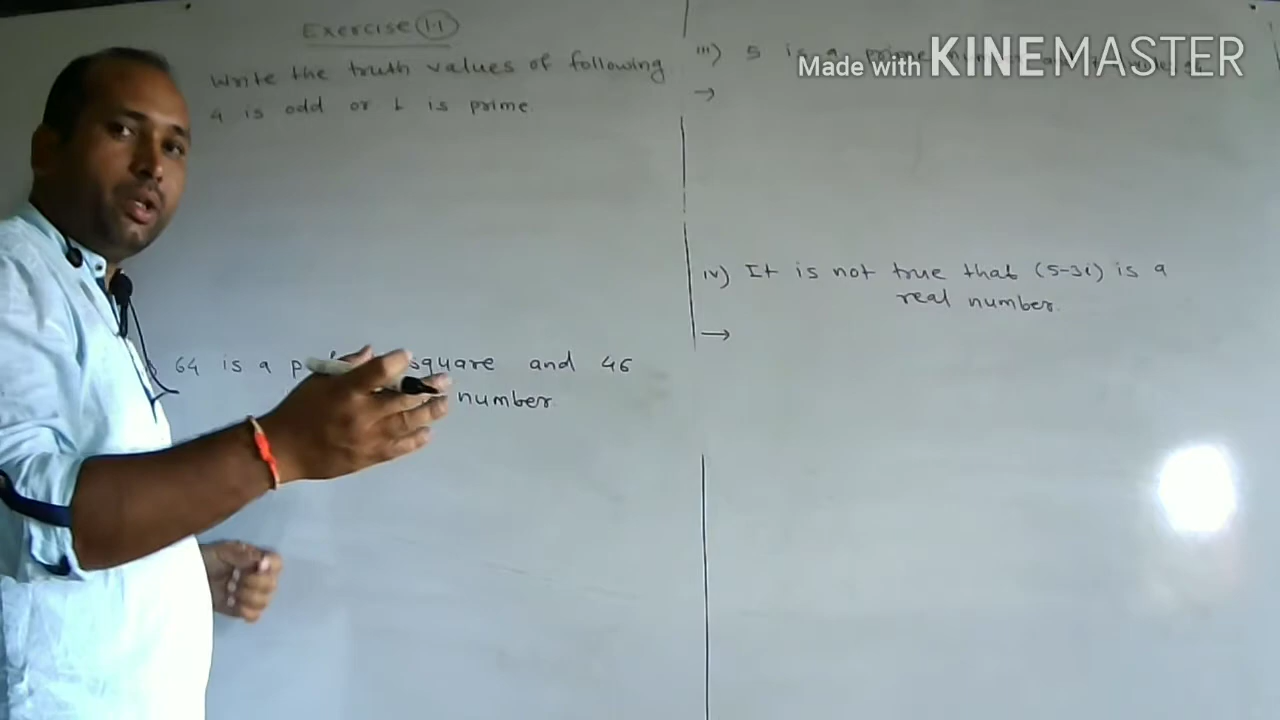 Exercise 1.1
Write the truth values of following
4 is odd or 1 is prime
64 is a square and 46
number.
iii) 5 is a prime
→
iv) It is not true that (5-3i) is a
real number.
→
Made with KINEMASTER